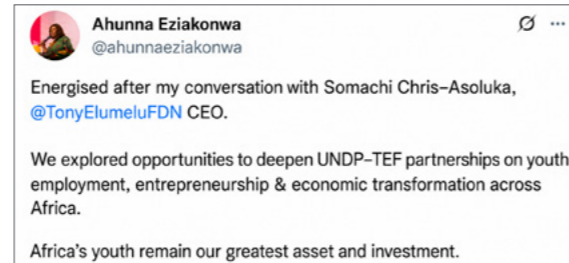 Ahunna Eziakonwa
@ahunnaeziakonwa
Energised after my conversation with Somachi Chris-Asoluka,
@TonyElumeluFDN CEO.
We explored opportunities to deepen UNDP-TEF partnerships on youth
employment, entrepreneurship & economic transformation across
Africa.
Africa's youth remain our greatest asset and investment.